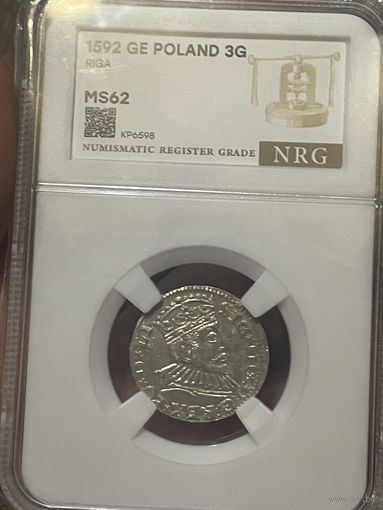 1592 GE POLAND 3G
RIGA
MS62
KP6598
NUMISMATIC REGISTER GRADE
NRG